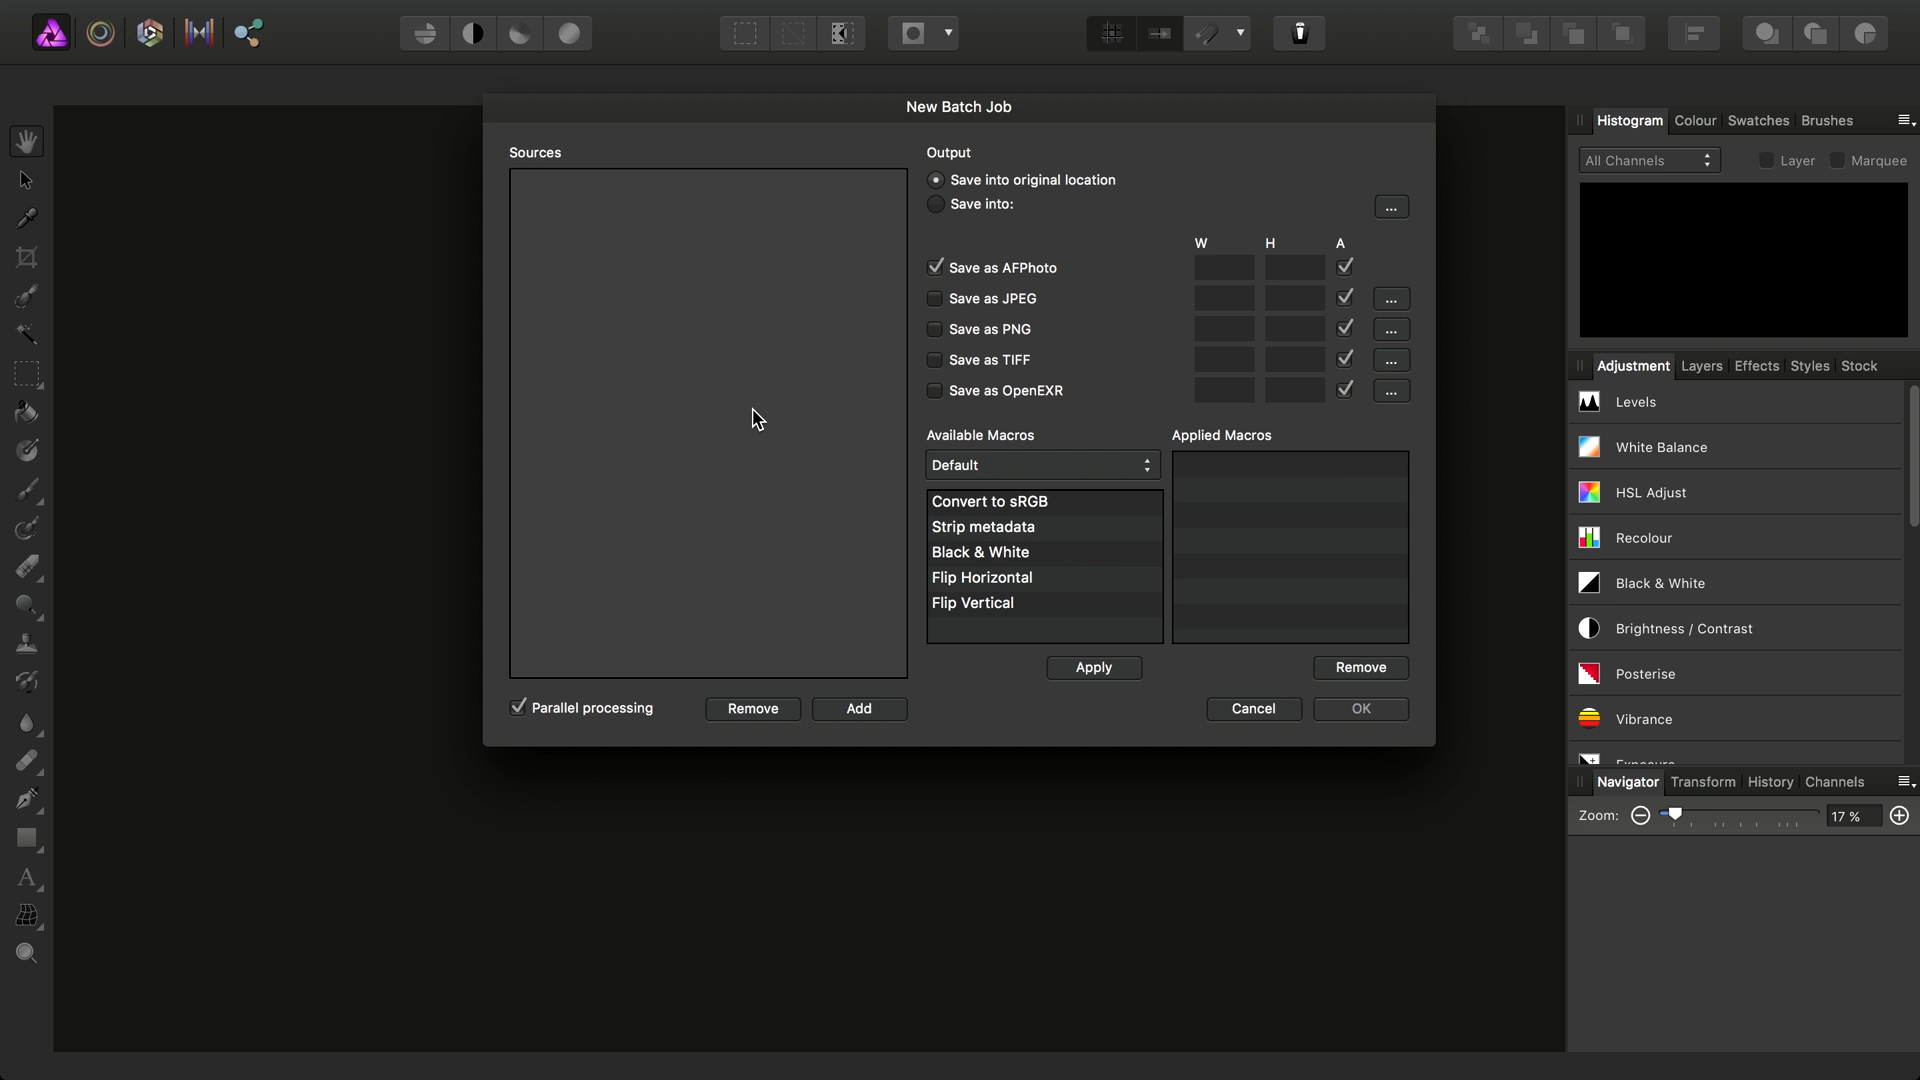 New Batch Job
Sources
Output
Save into original location
Save into:
...
W H A
Save as AFPhoto
Save as JPEG ...
Save as PNG ...
Save as TIFF ...
Save as OpenEXR ...
Available Macros
Applied Macros
Default
Convert to sRGB
Strip metadata
Black & White
Flip Horizontal
Flip Vertical
Apply
Remove
Parallel processing
Remove
Add
Cancel
OK
Histogram Colour Swatches Brushes
All Channels
Layer
Marquee
Adjustment Layers Effects Styles Stock
Levels
White Balance
HSL Adjust
Recolour
Black & White
Brightness / Contrast
Posterise
Vibrance
Exposure
Navigator Transform History Channels
Zoom: 17 %
A